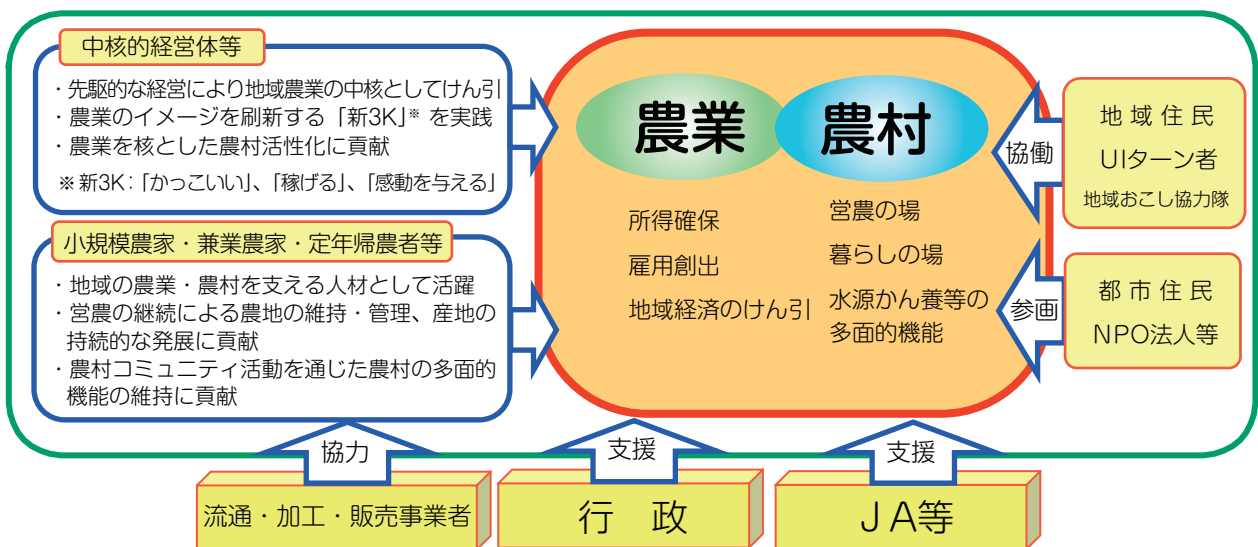 中核的経営体等
・先駆的な経営により地域農業の中核としてけん引
・農業のイメージを刷新する「新3K」※ を実践
・農業を核とした農村活性化に貢献
※ 新3K：「かっこいい」、「稼げる」、「感動を与える」
小規模農家・兼業農家・定年帰農者等
・地域の農業・農村を支える人材として活躍
・営農の継続による農地の維持・管理、産地の
持続的な発展に貢献
・農村コミュニティ活動を通じた農村の多面的
機能の維持に貢献
農業
所得確保
雇用創出
地域経済のけん引
農村
営農の場
暮らしの場
水源かん養等の
多面的機能
協働
地域住民
UIターン者
地域おこし協力隊
参画
都市住民
NPO法人等
協力
流通・加工・販売事業者
支援
行 政
支援
ＪＡ等